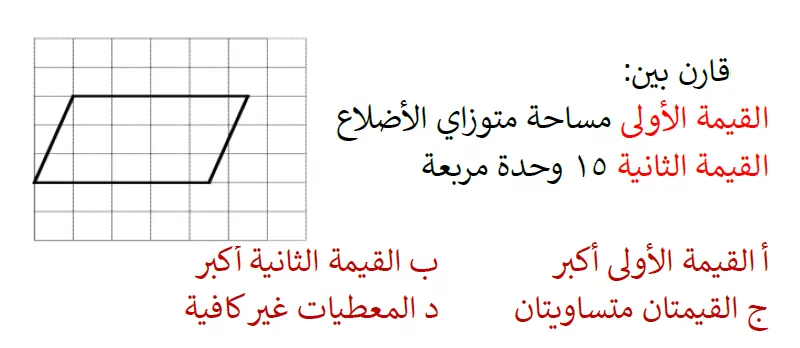 قارن بين:
القيمة الأولى مساحة متوزاي الأضلاع
القيمة الثانية ١٥ وحدة مربعة
أ القيمة الأولى أكبر
ب القيمة الثانية أكبر
ج القيمتان متساويتان
د المعطيات غير كافية